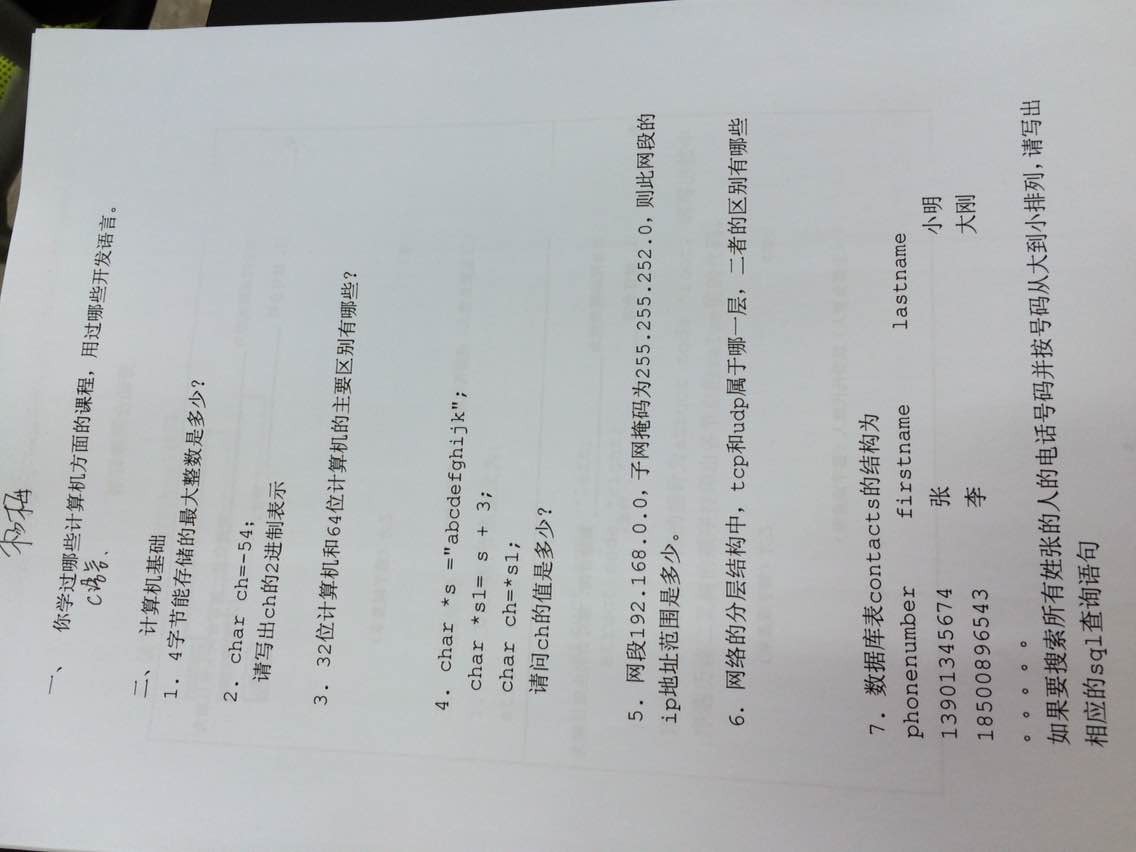 一、 你学过哪些计算机方面的课程，用过哪些开发语言。
C语言、
二、 计算机基础
1. 4字节能存储的最大整数是多少？
2. char ch=-54;
请写出ch的2进制表示
3. 32位计算机和64位计算机的主要区别有哪些？
4. char *s ="abcdefghijk";
char *s1= s + 3;
char ch=*s1;
请问ch的值是多少？
5. 网段192.168.0.0，子网掩码为255.255.252.0，则此网段的
ip地址范围是多少。
6. 网络的分层结构中，tcp和udp属于哪一层，二者的区别有哪些
7. 数据库表contacts的结构为
phonenumber firstname lastname
13901345674 张 小明
18500896543 李 大刚
。。。。。
如果要搜索所有姓张的人的电话号码并按号码从大到小排列，请写出
相应的sql查询语句